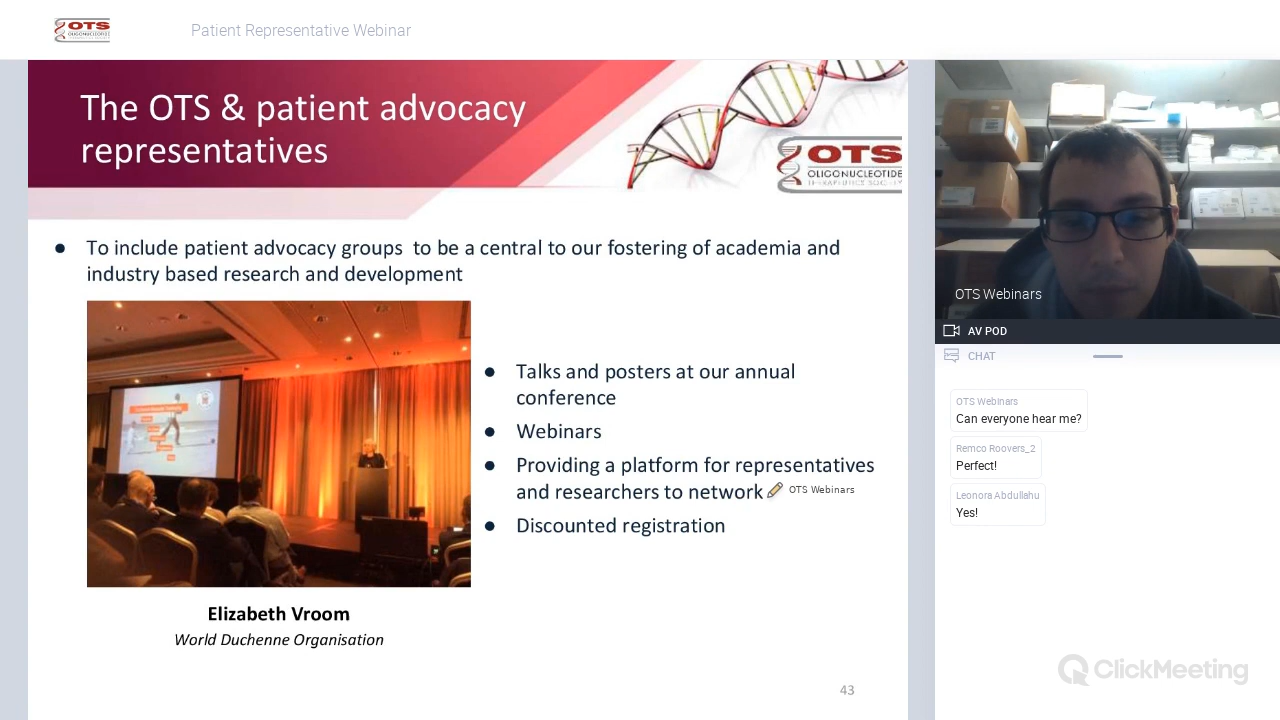 OTS
OLIGONUCLEOTIDE
Patient Representative Webinar
The OTS & patient advocacy
representatives
OTS
OLIGONUCLEOTIDE
THERAPEUTICS SOCIETY
● To include patient advocacy groups to be a central to our fostering of academia and
industry based research and development
● Talks and posters at our annual
conference
● Webinars
● Providing a platform for representatives
and researchers to network
OTS Webinars
● Discounted registration
Elizabeth Vroom
World Duchenne Organisation
43
OTS Webinars
AV POD
CHAT
OTS Webinars
Can everyone hear me?
Remco Roovers_2
Perfect!
Leonora Abdullahu
Yes!
ClickMeeting